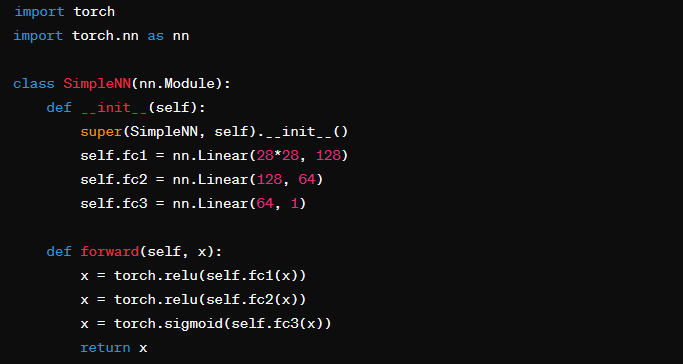 import torch
import torch.nn as nn

class SimpleNN(nn.Module):
    def __init__(self):
        super(SimpleNN, self).__init__()
        self.fc1 = nn.Linear(28*28, 128)
        self.fc2 = nn.Linear(128, 64)
        self.fc3 = nn.Linear(64, 1)

    def forward(self, x):
        x = torch.relu(self.fc1(x))
        x = torch.relu(self.fc2(x))
        x = torch.sigmoid(self.fc3(x))
        return x